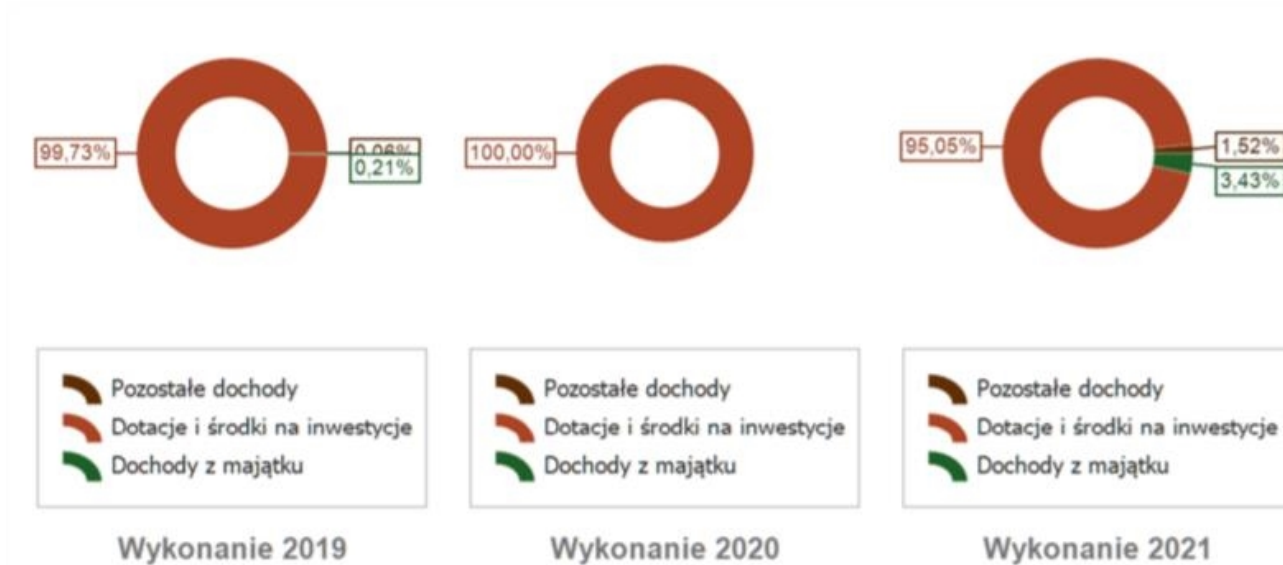 99,73%
0,06%
0,21%
Pozostałe dochody
Dotacje i środki na inwestycje
Dochody z majątku
Wykonanie 2019
100,00%
Pozostałe dochody
Dotacje i środki na inwestycje
Dochody z majątku
Wykonanie 2020
95,05%
1,52%
3,43%
Pozostałe dochody
Dotacje i środki na inwestycje
Dochody z majątku
Wykonanie 2021